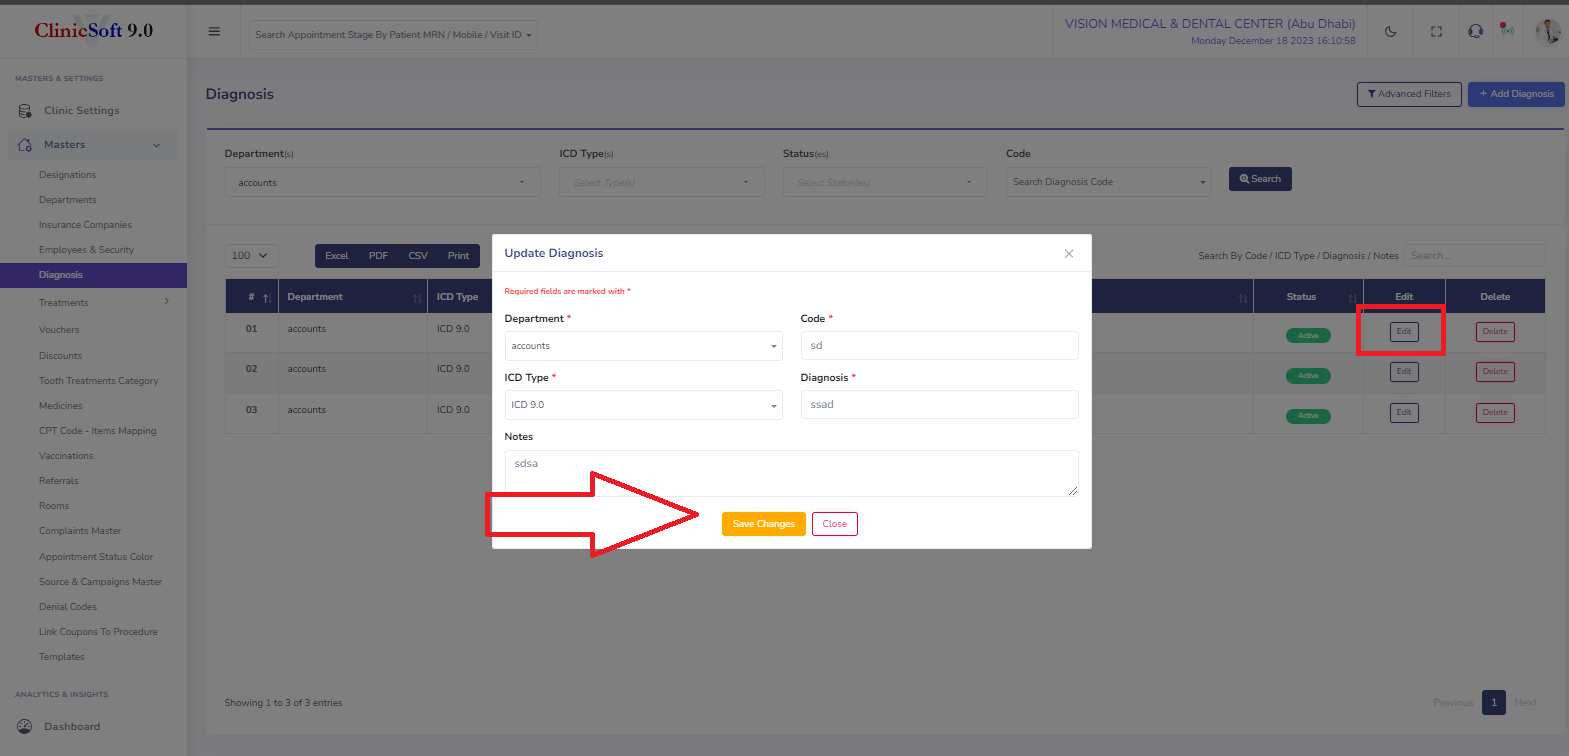 ClinicSoft 9.0
Search Appointment Stage By Patient MRN / Mobile / Visit ID
VISION MEDICAL & DENTAL CENTER (Abu Dhabi)
Monday December 18 2023 16:10:58
MASTERS & SETTINGS
Clinic Settings
Masters
Designations
Departments
Insurance Companies
Employees & Security
Diagnosis
Treatments
Vouchers
Discounts
Tooth Treatments Category
Medicines
CPT Code - Items Mapping
Vaccinations
Referrals
Rooms
Complaints Master
Appointment Status Color
Source & Campaigns Master
Denial Codes
Link Coupons To Procedure
Templates
ANALYTICS & INSIGHTS
Dashboard
Diagnosis
Advanced Filters
+ Add Diagnosis
Department(s) ICD Type(s) Status(es) Code
accounts Select Type(s) Select Status(es) Search Diagnosis Code Search
100 Excel PDF CSV Print
Search By Code / ICD Type / Diagnosis / Notes Search...
# Department ICD Type Status Edit Delete
01 accounts ICD 9.0 Active Edit Delete
02 accounts ICD 9.0 Active Edit Delete
03 accounts ICD 9.0 Active Edit Delete
Update Diagnosis
Required fields are marked with *
Department * Code *
accounts sd
ICD Type * Diagnosis *
ICD 9.0 ssad
Notes
sdsa
Save Changes Close
Showing 1 to 3 of 3 entries
Previous 1 Next